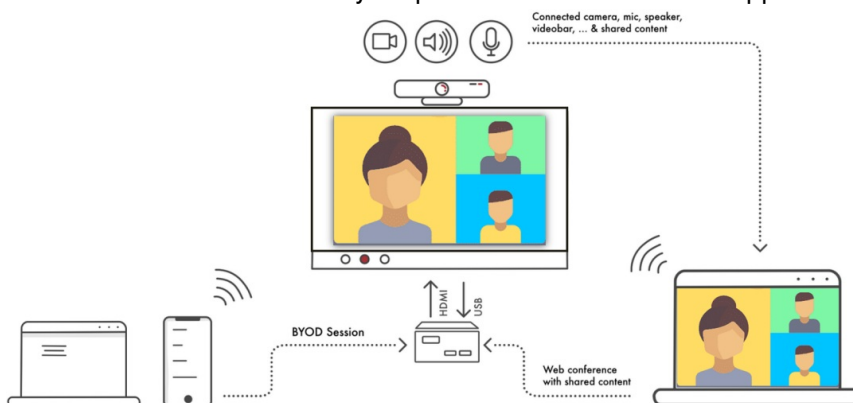 Connected camera, mic, speaker,
videobar, ... & shared content
HDMI
USB
BYOD Session
Web conference
with shared content